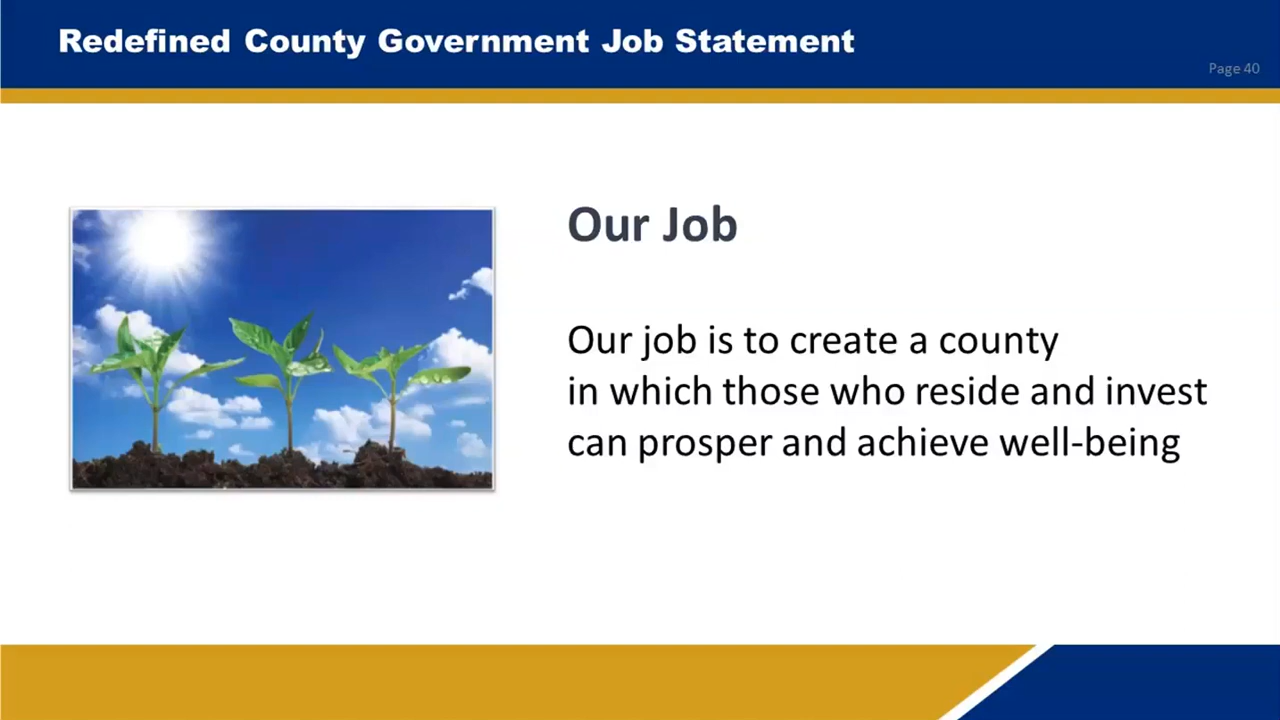 Redefined County Government Job Statement
Page 40
Our Job
Our job is to create a county
in which those who reside and invest
can prosper and achieve well-being